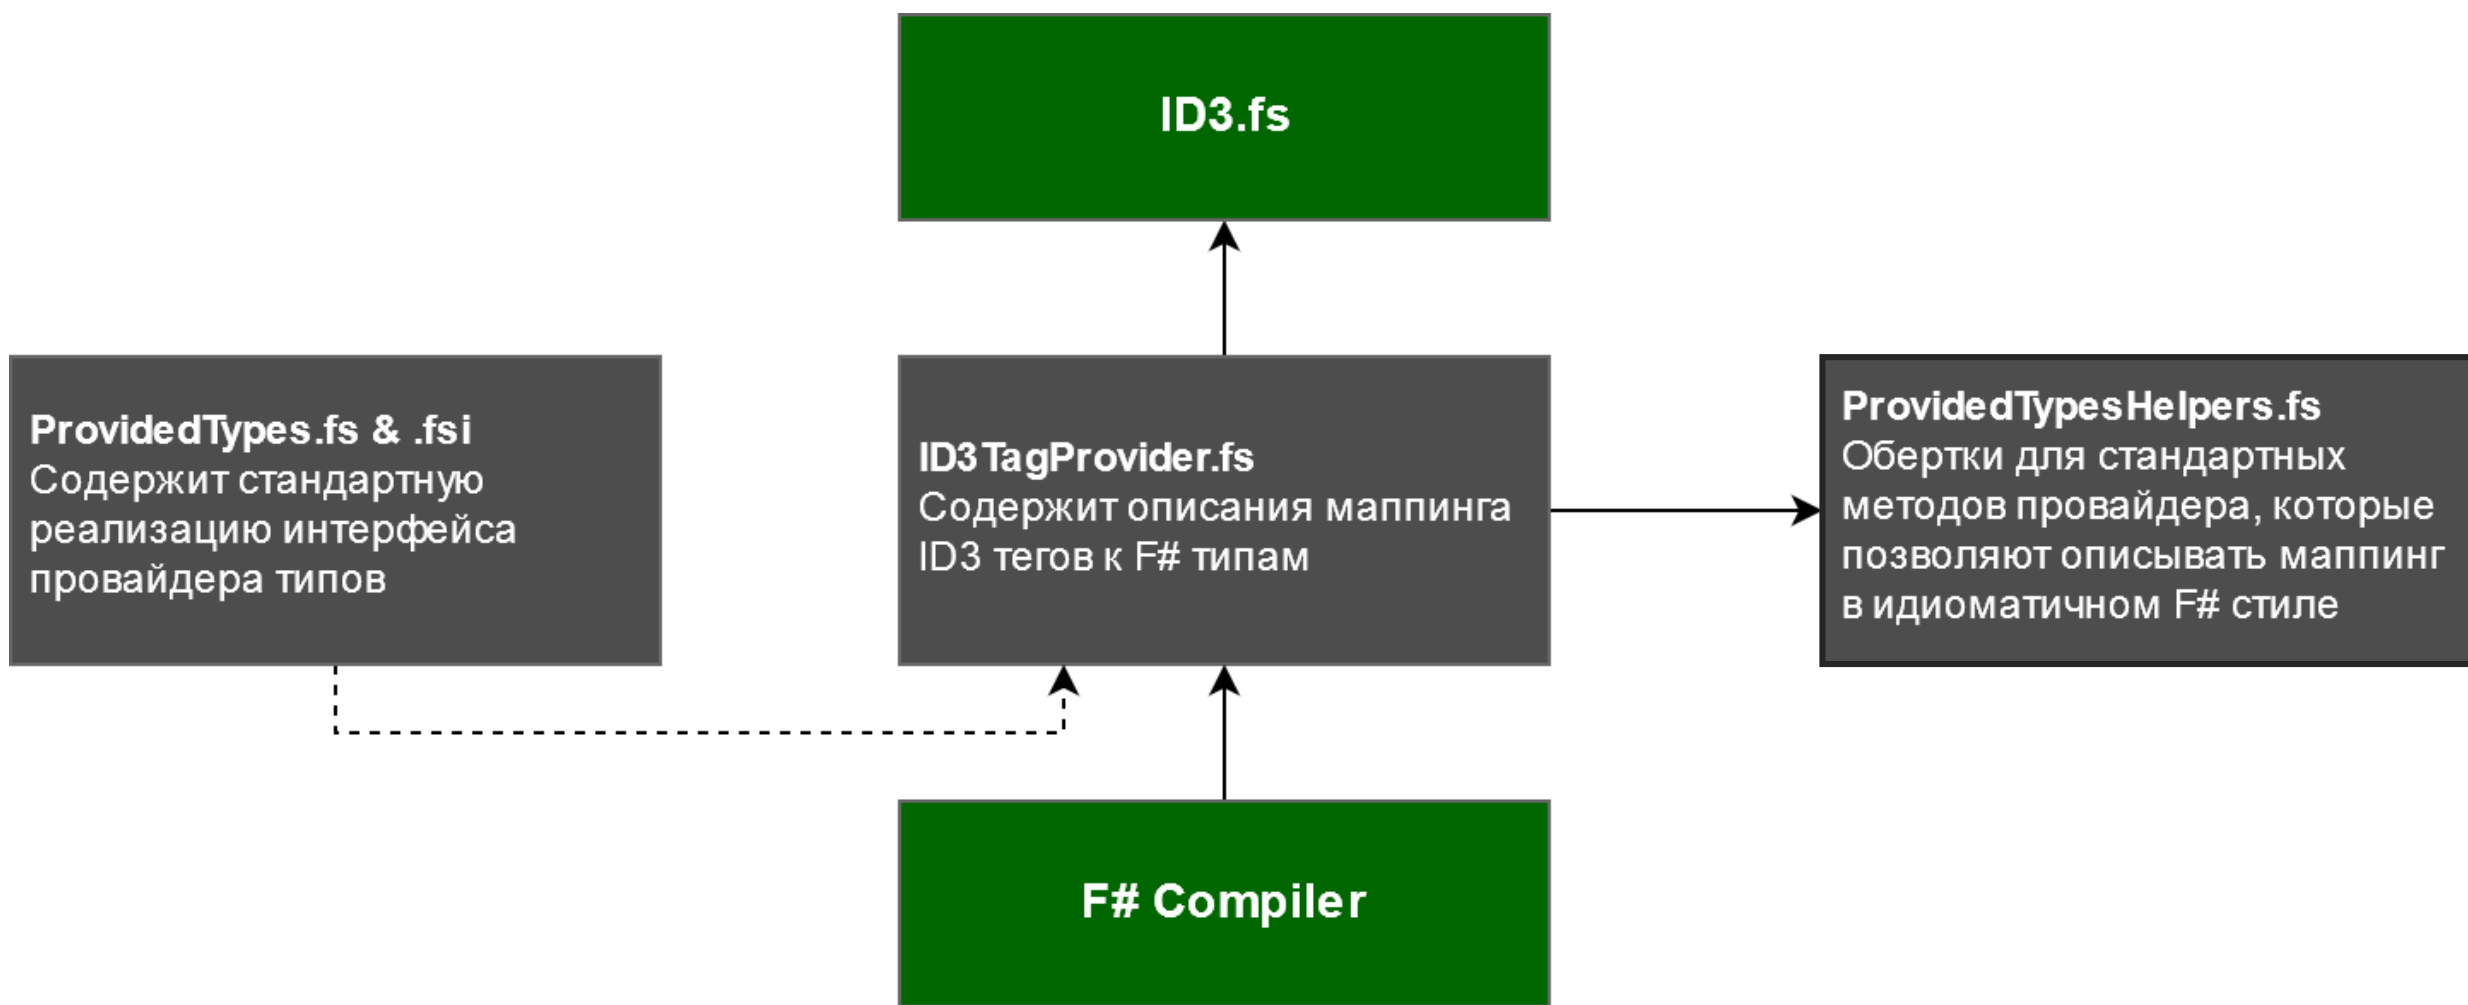 ID3.fs
ProvidedTypes.fs & .fsi
Содержит стандартную
реализацию интерфейса
провайдера типов
ID3TagProvider.fs
Содержит описания маппинга
ID3 тегов к F# типам
ProvidedTypesHelpers.fs
Обертки для стандартных
методов провайдера, которые
позволяют описывать маппинг
в идиоматичном F# стиле
F# Compiler